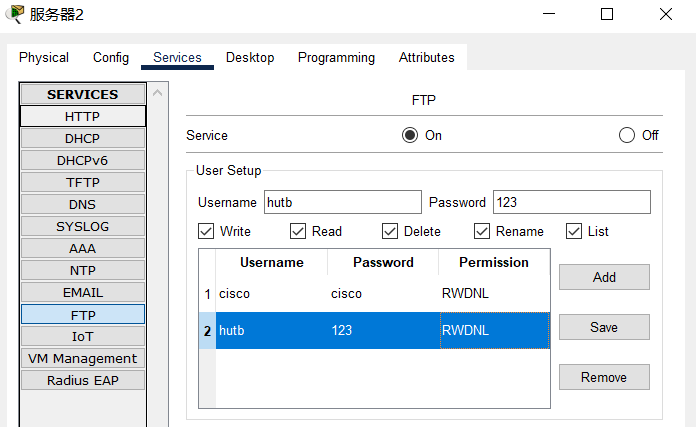 服务器2
Physical Config Services Desktop Programming Attributes
SERVICES
HTTP
DHCP
DHCPv6
TFTP
DNS
SYSLOG
AAA
NTP
EMAIL
FTP
IoT
VM Management
Radius EAP
FTP
Service On Off
User Setup
Username hutb Password 123
Write Read Delete Rename List
Username Password Permission
1 cisco cisco RWDNL
2 hutb 123 RWDNL
Add
Save
Remove